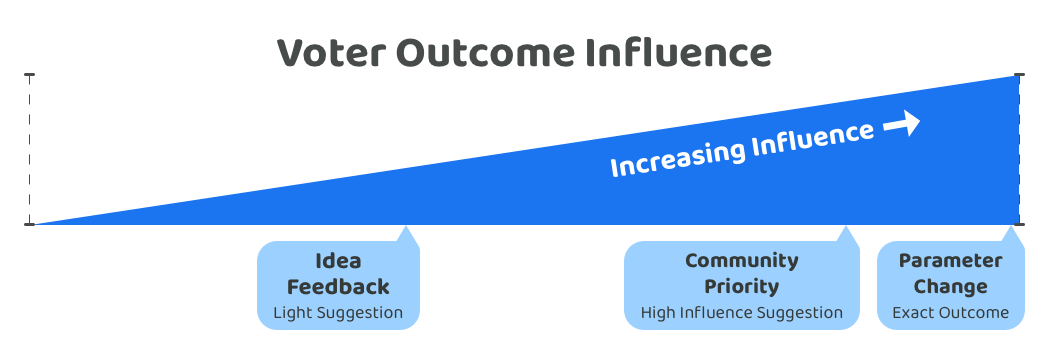 Voter Outcome Influence
Increasing Influence →
Idea
Feedback
Light Suggestion
Community
Priority
High Influence Suggestion
Parameter
Change
Exact Outcome